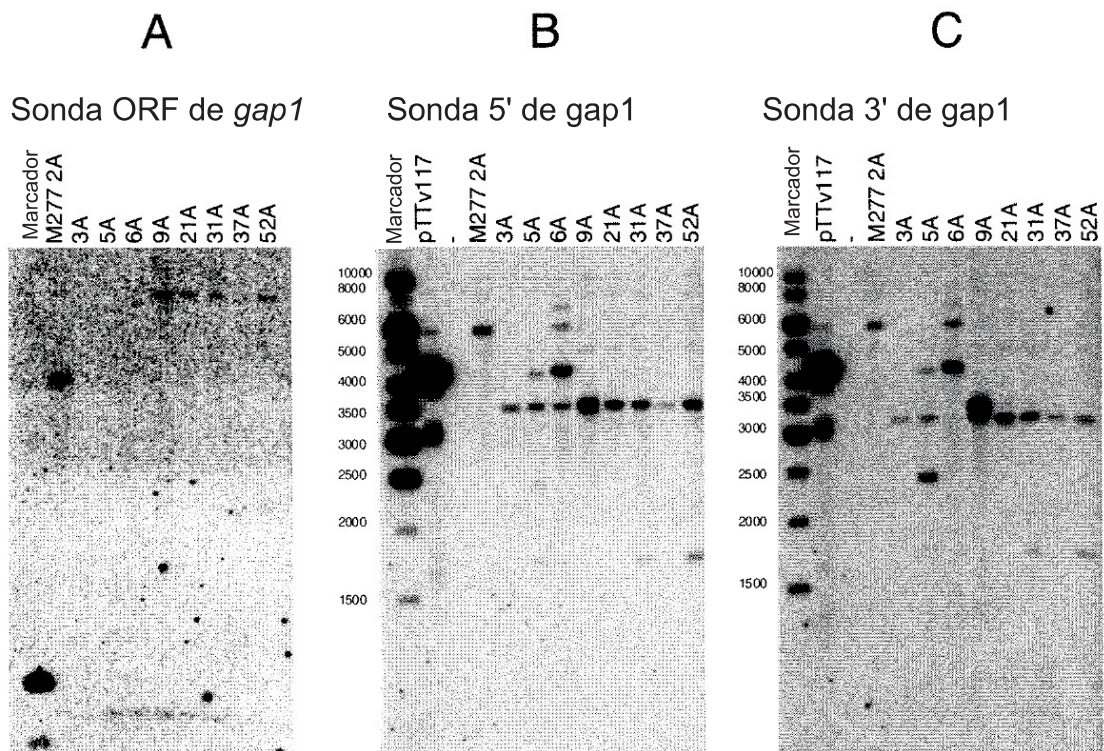 A
B
C
Sonda ORF de gap1
Sonda 5' de gap1
Sonda 3' de gap1
Marcador
M277 2A
3A
5A
6A
9A
21A
31A
37A
52A
Marcador
pTTv117
-
M277 2A
3A
5A
6A
9A
21A
31A
37A
52A
Marcador
pTTv117
-
M277 2A
3A
5A
6A
9A
21A
31A
37A
52A
10000
8000
6000
5000
4000
3500
3000
2500
2000
1500
10000
8000
6000
5000
4000
3500
3000
2500
2000
1500